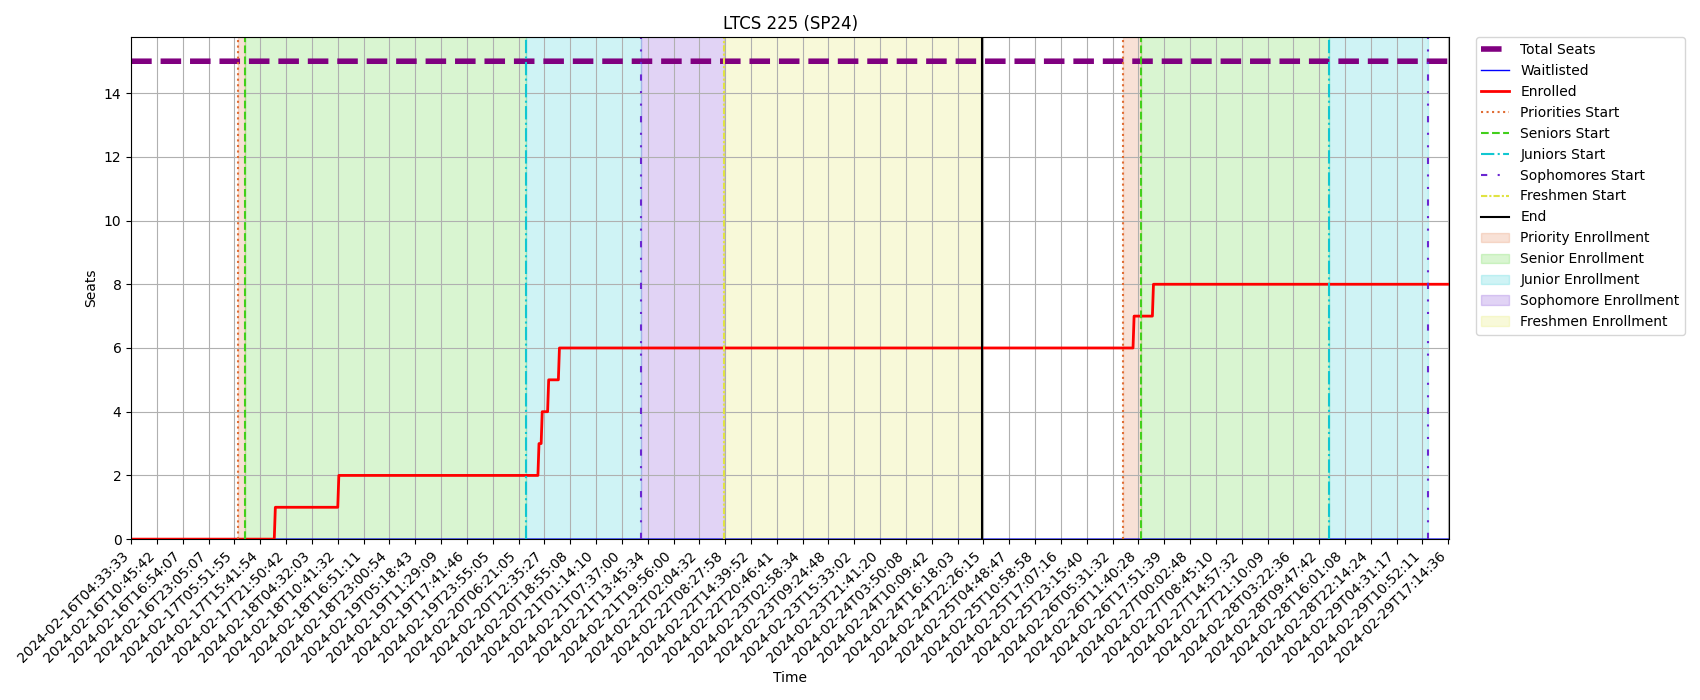 LTCS 225 (SP24)
Total Seats
Waitlisted
Enrolled
Priorities Start
Seniors Start
Juniors Start
Sophomores Start
Freshmen Start
End
Priority Enrollment
Senior Enrollment
Junior Enrollment
Sophomore Enrollment
Freshmen Enrollment
Seats
14
12
10
8
6
4
2
0
2024-02-16T04:33:33
2024-02-16T10:45:42
2024-02-16T16:54:07
2024-02-16T23:05:07
2024-02-17T05:51:55
2024-02-17T15:41:54
2024-02-17T21:50:42
2024-02-18T04:32:03
2024-02-18T10:41:32
2024-02-18T16:51:11
2024-02-18T23:00:54
2024-02-19T05:18:43
2024-02-19T11:29:09
2024-02-19T17:41:46
2024-02-19T23:55:05
2024-02-20T06:21:05
2024-02-20T12:35:27
2024-02-20T18:55:08
2024-02-21T01:14:10
2024-02-21T07:37:00
2024-02-21T13:45:34
2024-02-21T19:56:00
2024-02-22T02:04:32
2024-02-22T08:27:58
2024-02-22T14:39:52
2024-02-22T20:46:41
2024-02-23T02:58:34
2024-02-23T09:24:48
2024-02-23T15:33:02
2024-02-23T21:41:20
2024-02-24T03:50:08
2024-02-24T10:09:42
2024-02-24T16:18:03
2024-02-24T22:26:15
2024-02-25T04:48:47
2024-02-25T10:58:58
2024-02-25T17:07:16
2024-02-25T23:15:40
2024-02-26T05:31:32
2024-02-26T11:40:28
2024-02-26T17:51:39
2024-02-27T00:02:48
2024-02-27T08:45:10
2024-02-27T14:57:32
2024-02-27T21:10:09
2024-02-28T03:22:36
2024-02-28T09:47:42
2024-02-28T16:01:08
2024-02-28T22:14:24
2024-02-29T04:31:17
2024-02-29T10:52:11
2024-02-29T17:14:36
Time